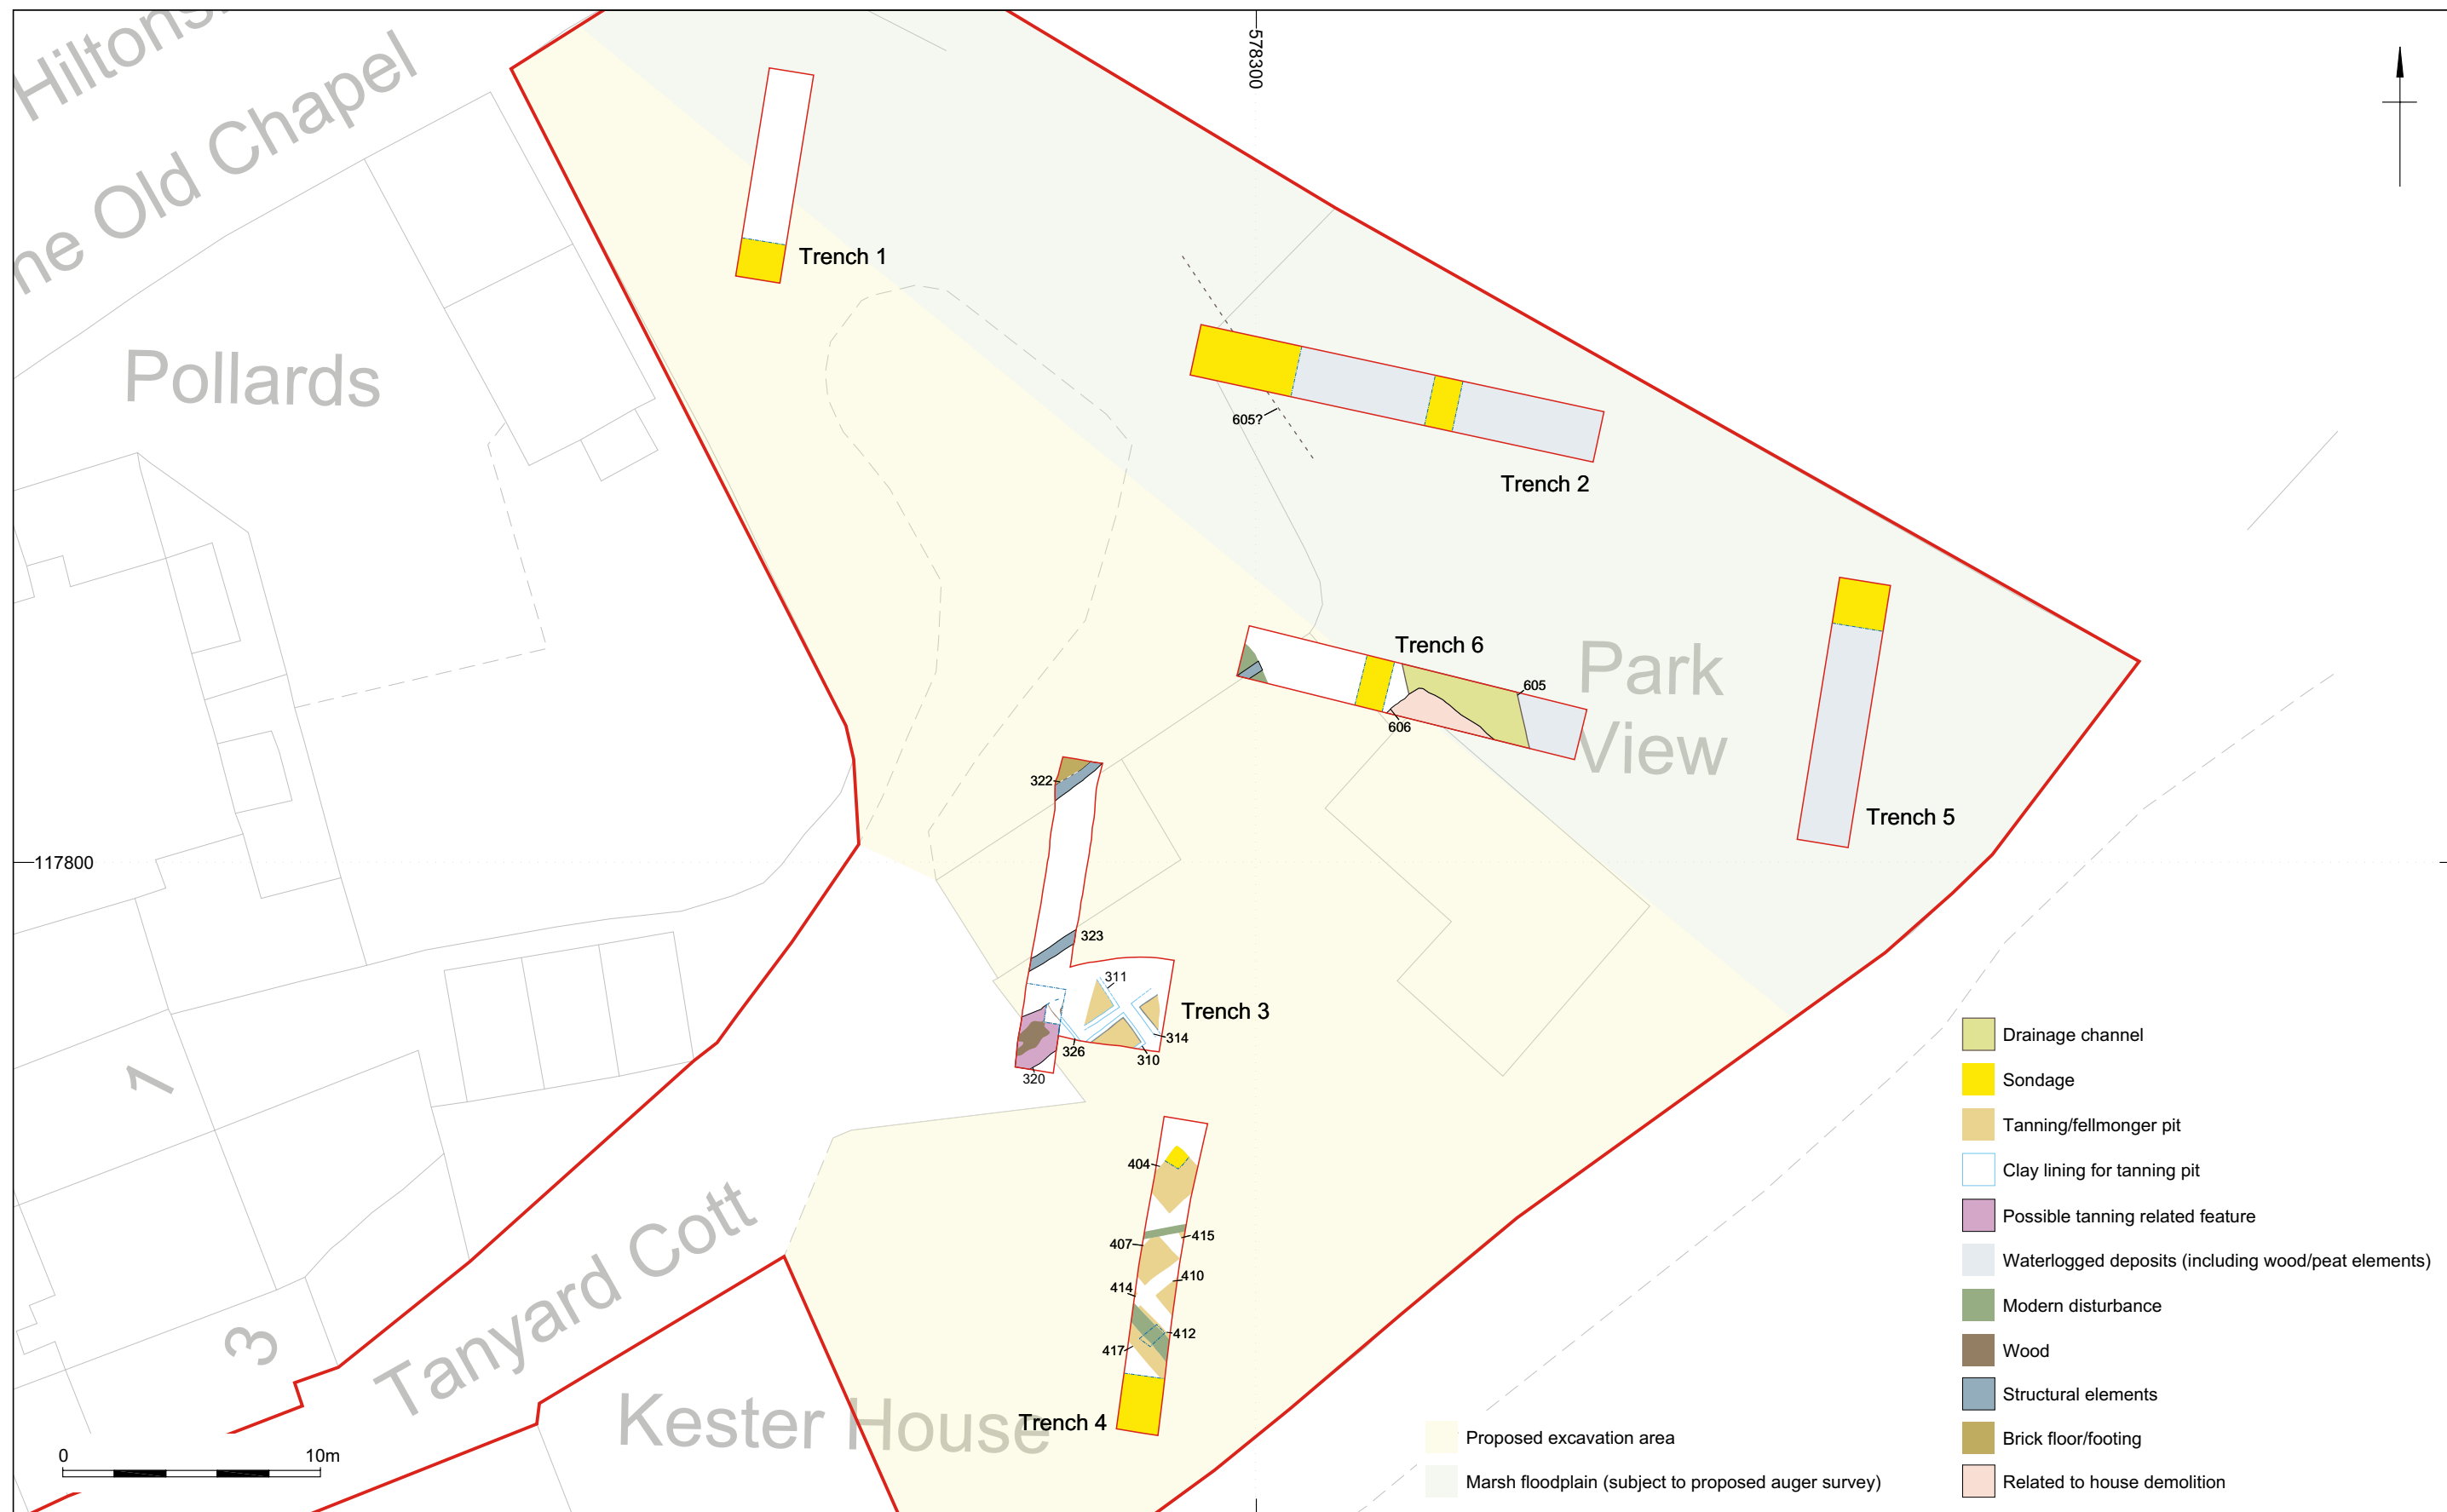 Hiltons
The Old Chapel
578300
Trench 1
Pollards
605?
Trench 2
Trench 6
Park
View
605
606
322
Trench 5
117800
323
311
Trench 3
314
326
310
320
404
415
407
410
414
412
417
1
3
Tanyard Cott
Kester House
Trench 4
0 10m
Drainage channel
Sondage
Tanning/fellmonger pit
Clay lining for tanning pit
Possible tanning related feature
Waterlogged deposits (including wood/peat elements)
Modern disturbance
Wood
Structural elements
Brick floor/footing
Related to house demolition
Proposed excavation area
Marsh floodplain (subject to proposed auger survey)